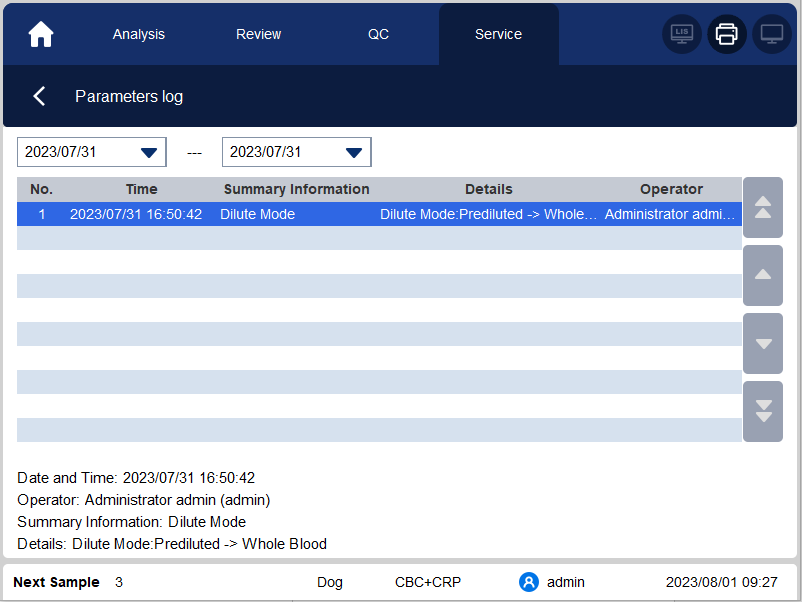 Analysis Review QC Service LIS
Parameters log
2023/07/31 --- 2023/07/31
No. Time Summary Information Details Operator
1 2023/07/31 16:50:42 Dilute Mode Dilute Mode:Prediluted -> Whole... Administrator admi...
Date and Time: 2023/07/31 16:50:42
Operator: Administrator admin (admin)
Summary Information: Dilute Mode
Details: Dilute Mode:Prediluted -> Whole Blood
Next Sample 3 Dog CBC+CRP admin 2023/08/01 09:27